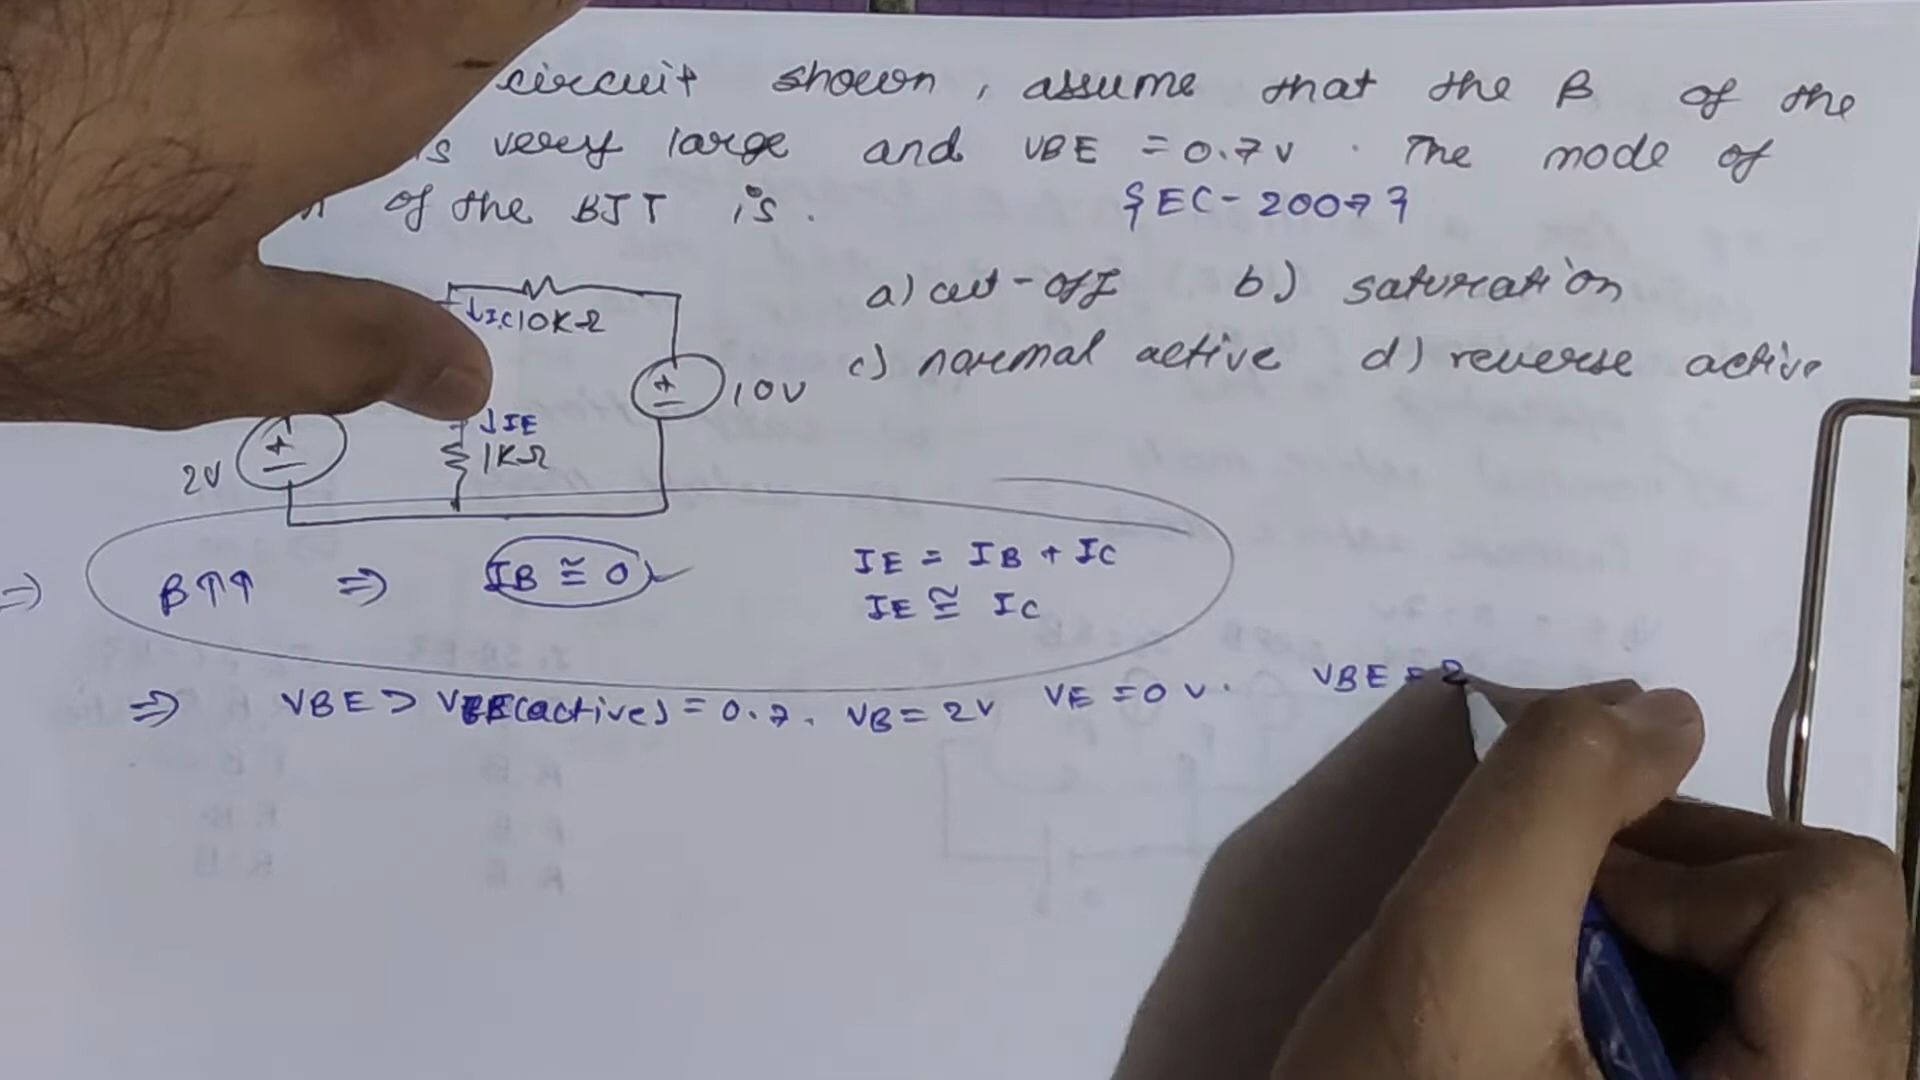 circuit shown, assume that the β of the
is very large and VBE = 0.7V. The mode of
of the BJT is. {EC-2007}
a) cut-off b) saturation
↓IC 10KΩ
c) normal active d) reverse active
+
-
10V
↓IE
+
-
1KΩ
2V
IE = IB + IC
=> β↑↑ => IB ≅ 0 ✓
IE ≅ IC
=> VBE > VBE(active) = 0.7. VB = 2V VE = 0V. VBE = 2